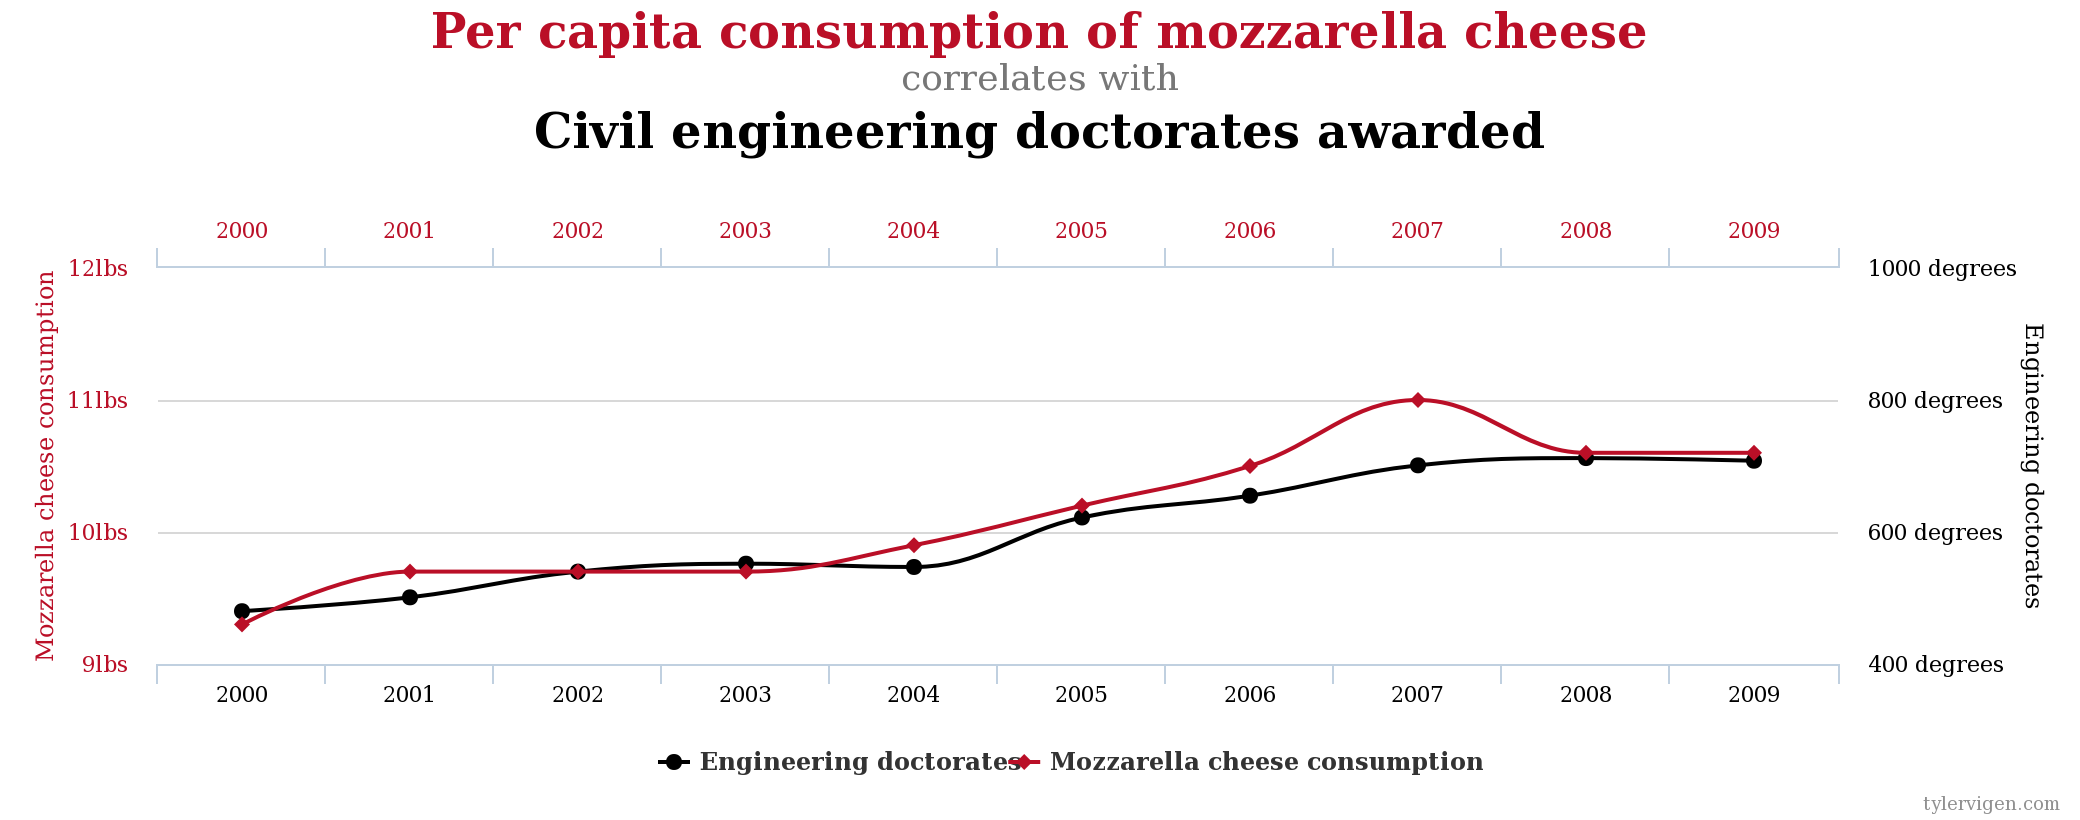 Per capita consumption of mozzarella cheese
correlates with
Civil engineering doctorates awarded
2000 2001 2002 2003 2004 2005 2006 2007 2008 2009
Mozzarella cheese consumption
12lbs
11lbs
10lbs
9lbs
1000 degrees
800 degrees
600 degrees
400 degrees
Engineering doctorates
2000 2001 2002 2003 2004 2005 2006 2007 2008 2009
Engineering doctorates Mozzarella cheese consumption
tylervigen.com